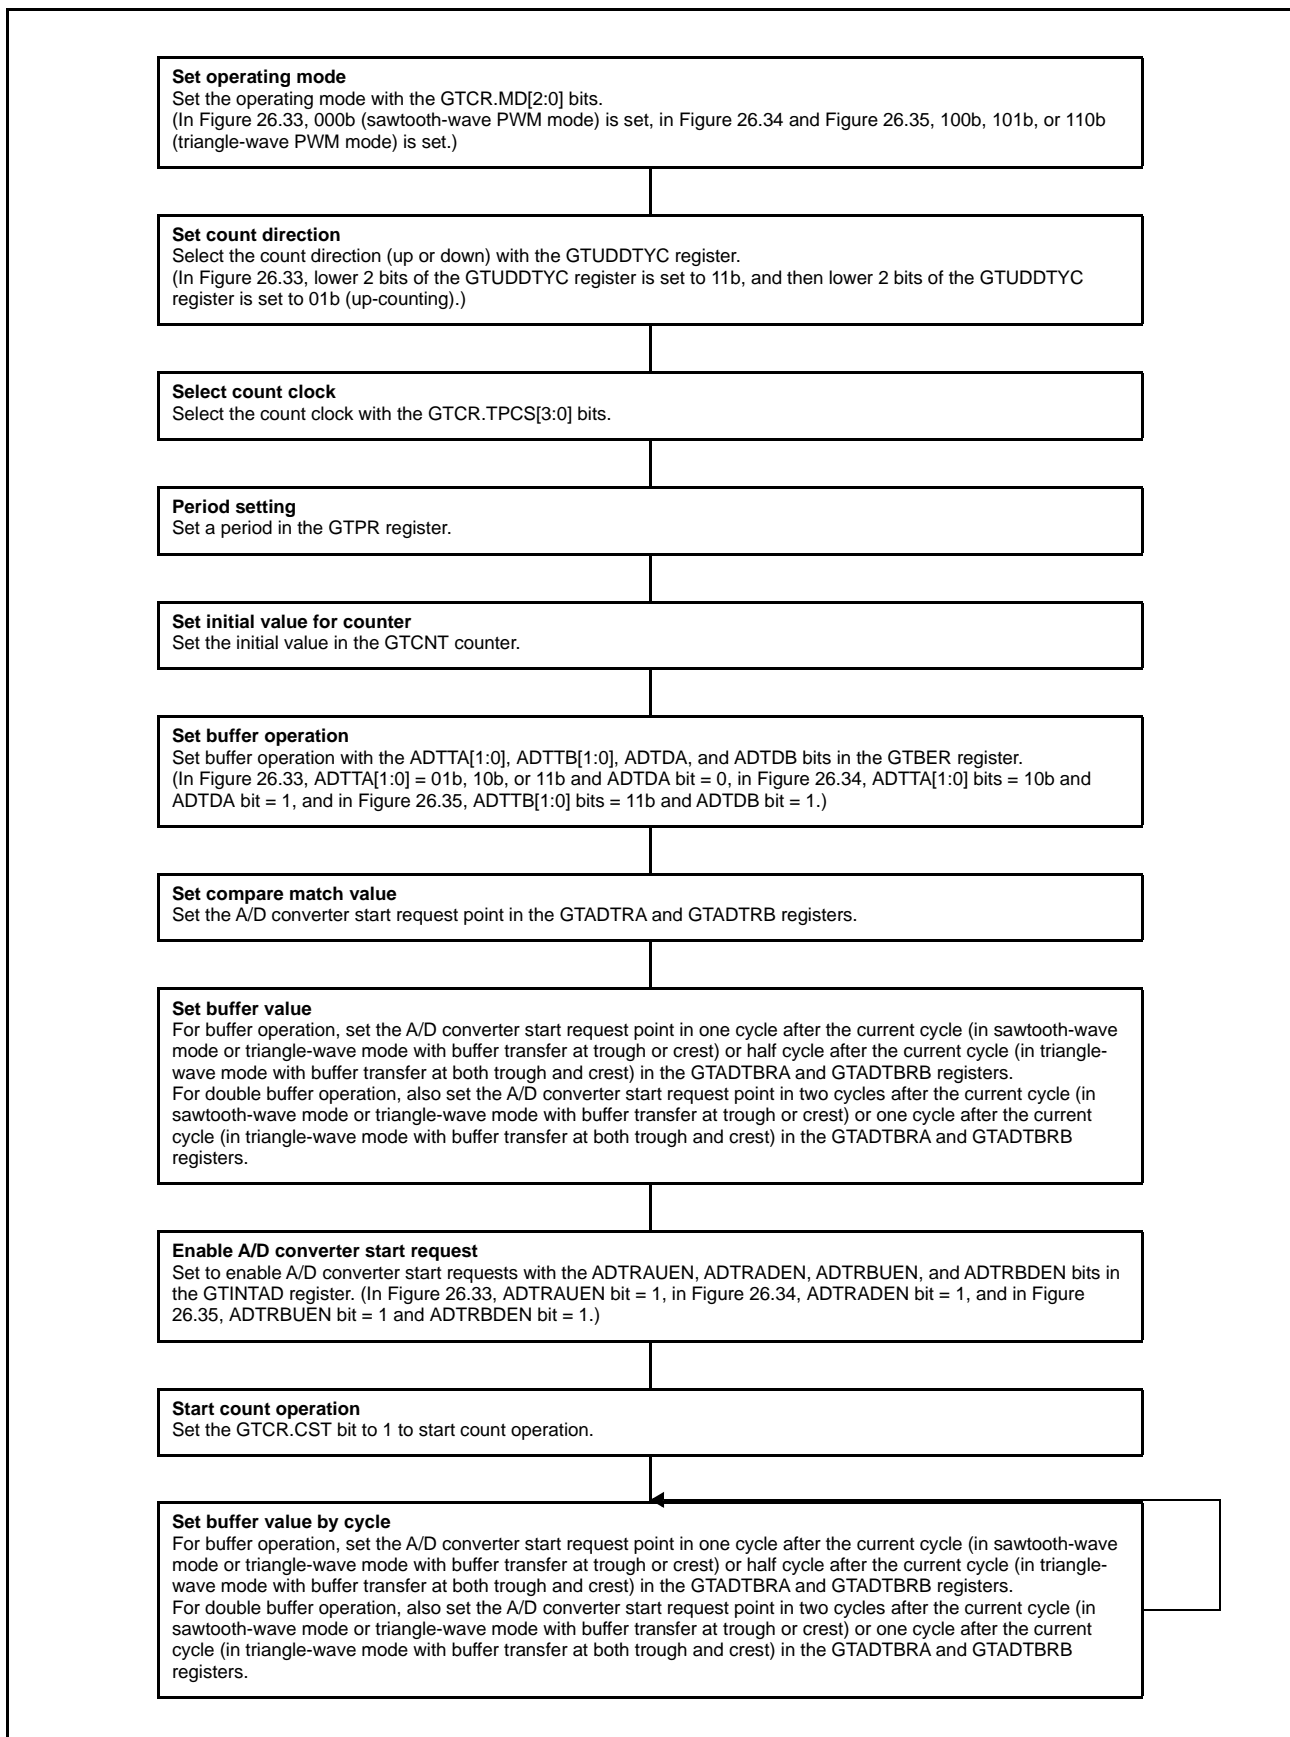 Set operating mode
Set the operating mode with the GTCR.MD[2:0] bits.
(In Figure 26.33, 000b (sawtooth-wave PWM mode) is set, in Figure 26.34 and Figure 26.35, 100b, 101b, or 110b
(triangle-wave PWM mode) is set.)
Set count direction
Select the count direction (up or down) with the GTUDDTYC register.
(In Figure 26.33, lower 2 bits of the GTUDDTYC register is set to 11b, and then lower 2 bits of the GTUDDTYC
register is set to 01b (up-counting).)
Select count clock
Select the count clock with the GTCR.TPCS[3:0] bits.
Period setting
Set a period in the GTPR register.
Set initial value for counter
Set the initial value in the GTCNT counter.
Set buffer operation
Set buffer operation with the ADTTA[1:0], ADTTB[1:0], ADTDA, and ADTDB bits in the GTBER register.
(In Figure 26.33, ADTTA[1:0] = 01b, 10b, or 11b and ADTDA bit = 0, in Figure 26.34, ADTTA[1:0] bits = 10b and
ADTDA bit = 1, and in Figure 26.35, ADTTB[1:0] bits = 11b and ADTDB bit = 1.)
Set compare match value
Set the A/D converter start request point in the GTADTRA and GTADTRB registers.
Set buffer value
For buffer operation, set the A/D converter start request point in one cycle after the current cycle (in sawtooth-wave
mode or triangle-wave mode with buffer transfer at trough or crest) or half cycle after the current cycle (in triangle-
wave mode with buffer transfer at both trough and crest) in the GTADTBRA and GTADTBRB registers.
For double buffer operation, also set the A/D converter start request point in two cycles after the current cycle (in
sawtooth-wave mode or triangle-wave mode with buffer transfer at trough or crest) or one cycle after the current
cycle (in triangle-wave mode with buffer transfer at both trough and crest) in the GTADTBRA and GTADTBRB
registers.
Enable A/D converter start request
Set to enable A/D converter start requests with the ADTRAUEN, ADTRADEN, ADTRBUEN, and ADTRBDEN bits in
the GTINTAD register. (In Figure 26.33, ADTRAUEN bit = 1, in Figure 26.34, ADTRADEN bit = 1, and in Figure
26.35, ADTRBUEN bit = 1 and ADTRBDEN bit = 1.)
Start count operation
Set the GTCR.CST bit to 1 to start count operation.
Set buffer value by cycle
For buffer operation, set the A/D converter start request point in one cycle after the current cycle (in sawtooth-wave
mode or triangle-wave mode with buffer transfer at trough or crest) or half cycle after the current cycle (in triangle-
wave mode with buffer transfer at both trough and crest) in the GTADTBRA and GTADTBRB registers.
For double buffer operation, also set the A/D converter start request point in two cycles after the current cycle (in
sawtooth-wave mode or triangle-wave mode with buffer transfer at trough or crest) or one cycle after the current
cycle (in triangle-wave mode with buffer transfer at both trough and crest) in the GTADTBRA and GTADTBRB
registers.